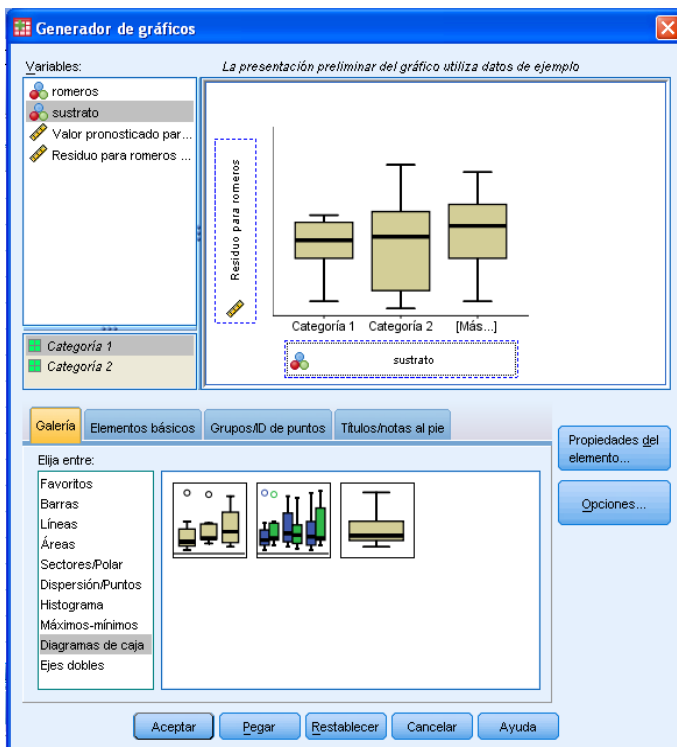 Generador de gráficos
Variables:
La presentación preliminar del gráfico utiliza datos de ejemplo
romeros
sustrato
Valor pronosticado par...
Residuo para romeros ...
Categoría 1
Categoría 2
Residuo para romeros
Categoría 1 Categoría 2 [Más...]
sustrato
Galería Elementos básicos Grupos/ID de puntos Títulos/notas al pie
Elija entre:
Favoritos
Barras
Líneas
Áreas
Sectores/Polar
Dispersión/Puntos
Histograma
Máximos-mínimos
Diagramas de caja
Ejes dobles
Propiedades del
elemento...
Opciones...
Aceptar Pegar Restablecer Cancelar Ayuda